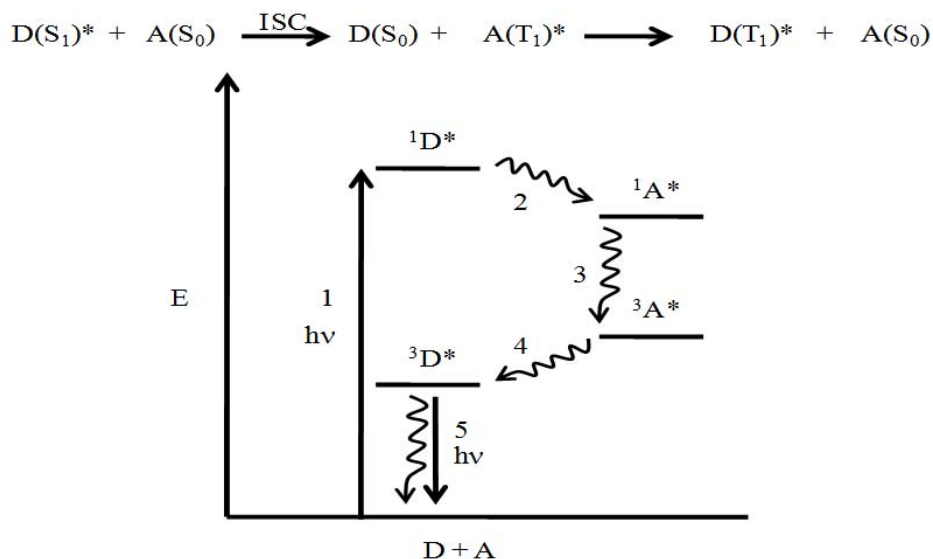 ISC
D(S₁)* + A(S₀) D(S₀) + A(T₁)* D(T₁)* + A(S₀)
¹D*
2
¹A*
3
E
1
hν
³A*
4
³D*
5
hν
D + A